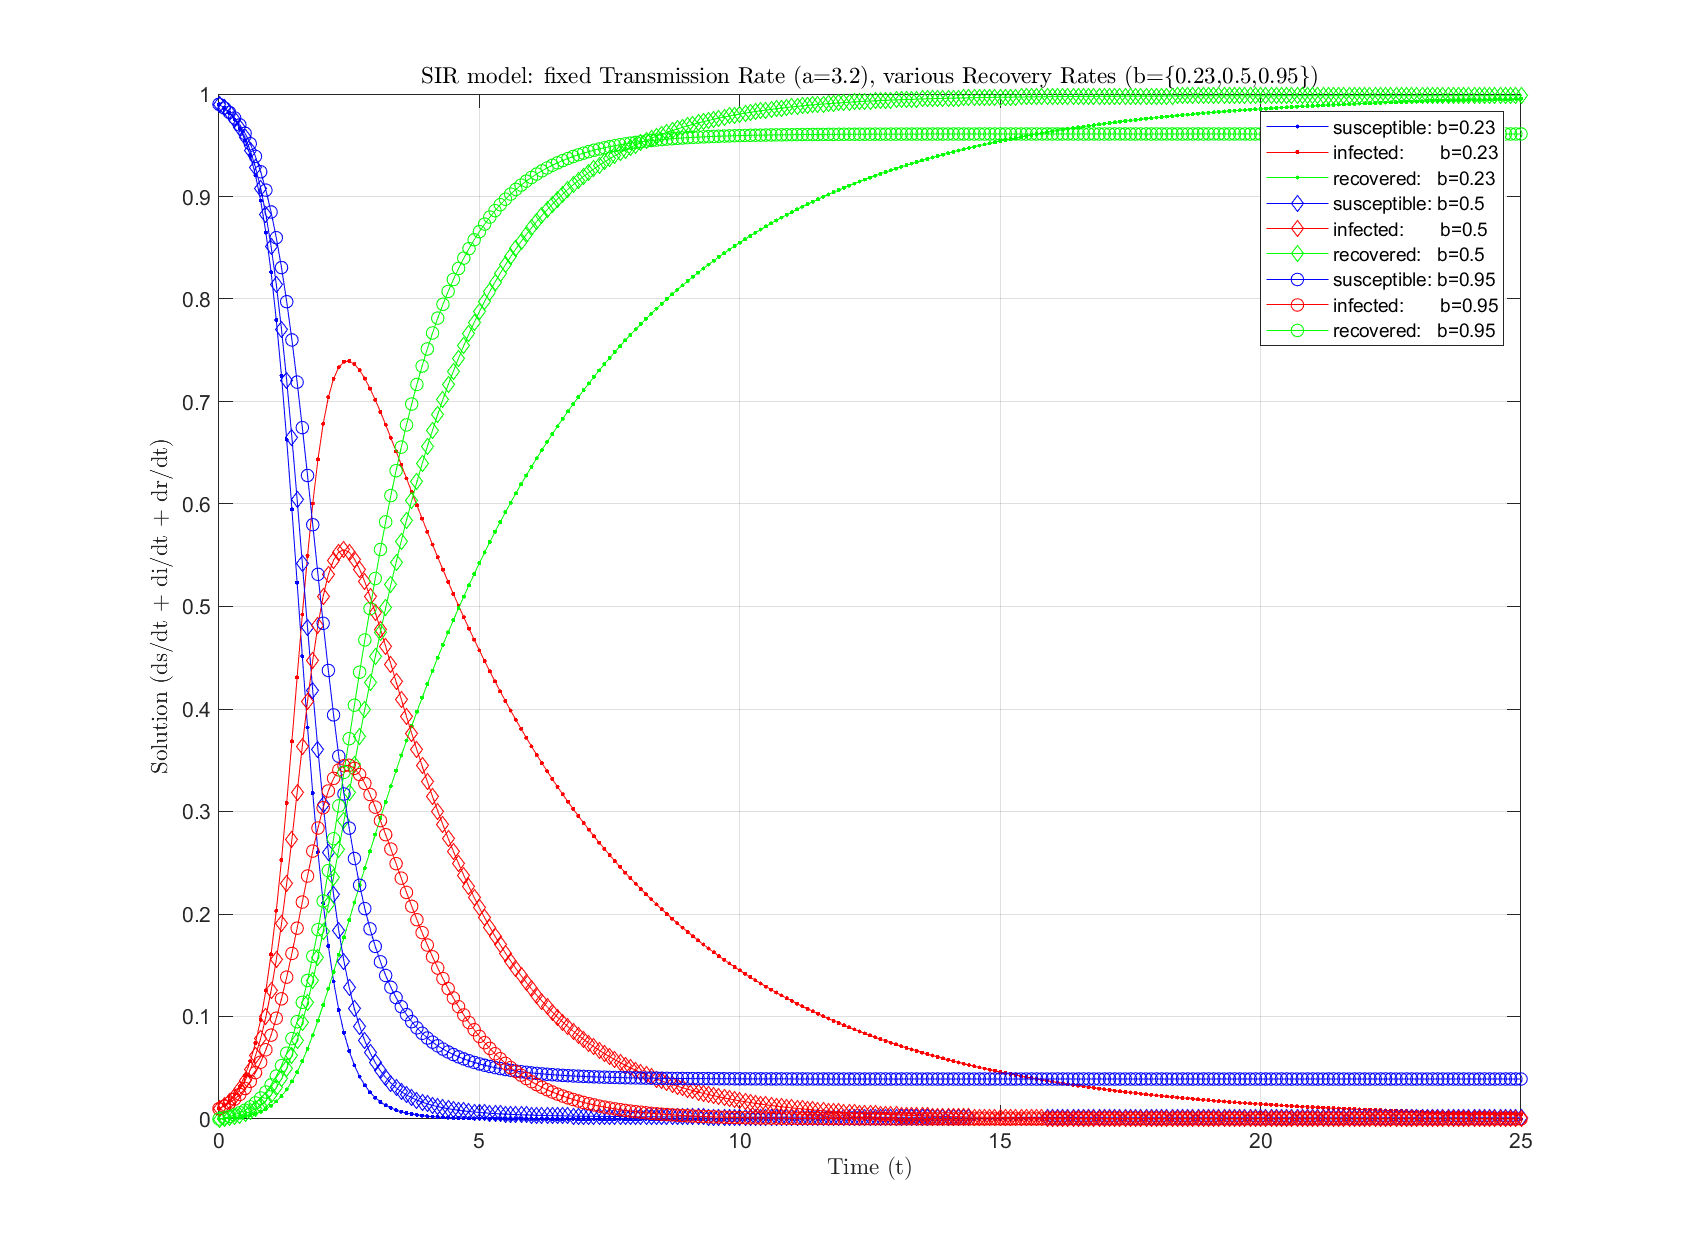 SIR model: fixed Transmission Rate (a=3.2), various Recovery Rates (b={0.23,0.5,0.95})
1
0.9
0.8
0.7
0.6
0.5
0.4
0.3
0.2
0.1
0
Solution (ds/dt + di/dt + dr/dt)
susceptible: b=0.23
infected: b=0.23
recovered: b=0.23
susceptible: b=0.5
infected: b=0.5
recovered: b=0.5
susceptible: b=0.95
infected: b=0.95
recovered: b=0.95
0 5 10 15 20 25
Time (t)